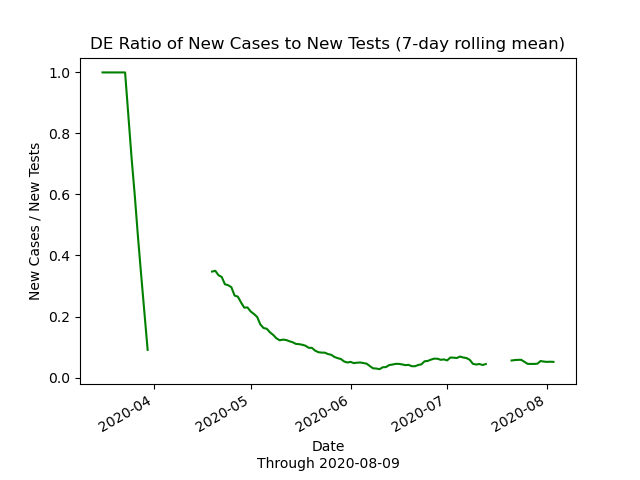 DE Ratio of New Cases to New Tests (7-day rolling mean)
New Cases / New Tests
1.0
0.8
0.6
0.4
0.2
0.0
2020-04
2020-05
2020-06
2020-07
2020-08
Date
Through 2020-08-09